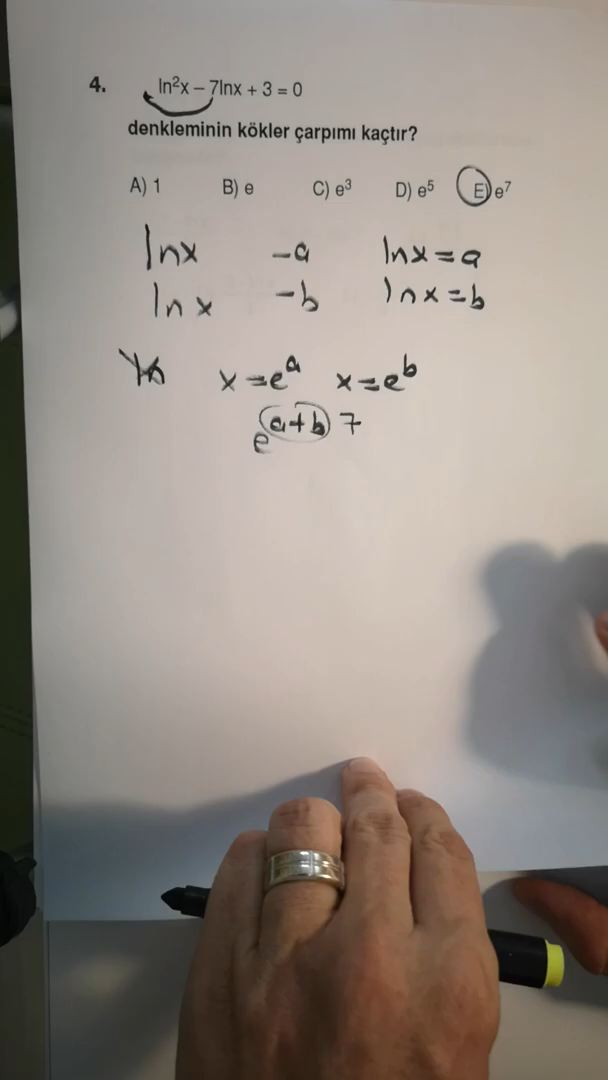 4. ln²x – 7lnx + 3 = 0
denkleminin kökler çarpımı kaçtır?
A) 1 B) e C) e³ D) e⁵ E) e⁷
lnx -a lnx=a
lnx -b lnx=b
x=eᵃ x=eᵇ
e^(a+b) 7